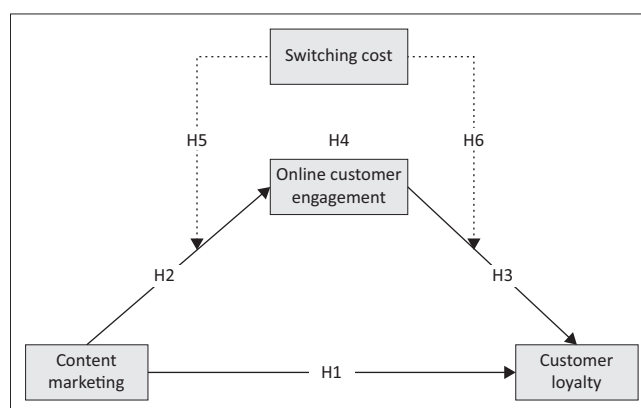 Switching cost
H5
H4
H6
Online customer
engagement
H2
H3
Content
marketing
H1
Customer
loyalty